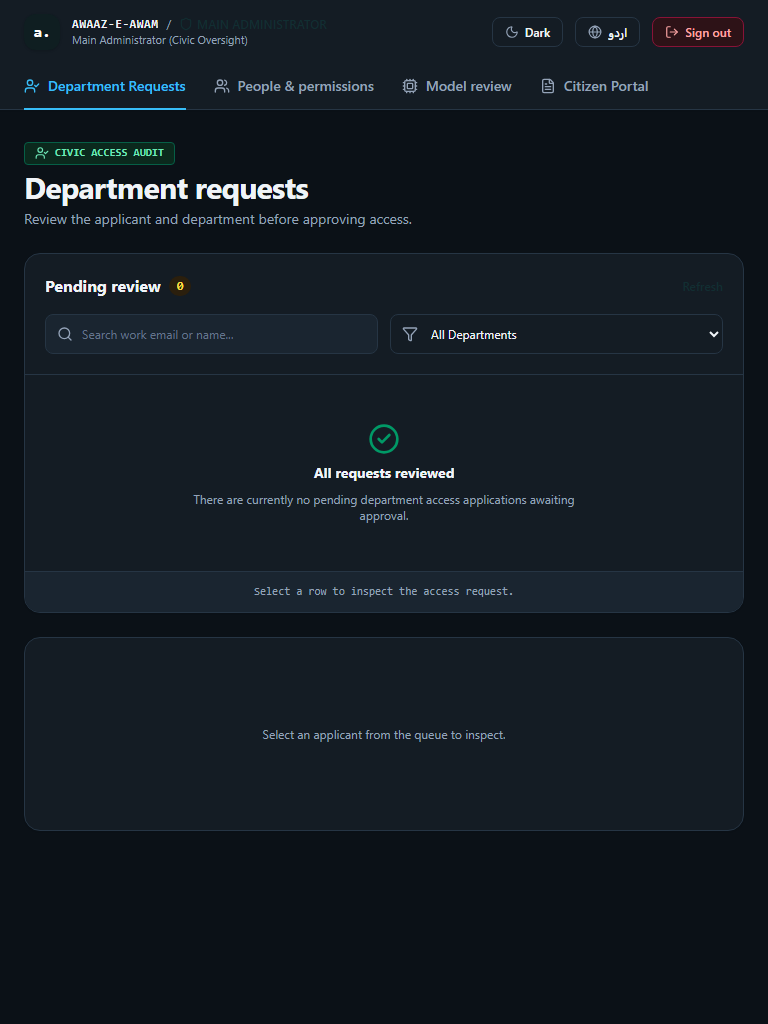 a.
AWAAZ-E-AWAM / MAIN ADMINISTRATOR
Main Administrator (Civic Oversight)
Dark
اردو
Sign out
Department Requests
People & permissions
Model review
Citizen Portal
CIVIC ACCESS AUDIT
Department requests
Review the applicant and department before approving access.
Pending review 0
Refresh
Search work email or name...
All Departments
All requests reviewed
There are currently no pending department access applications awaiting
approval.
Select a row to inspect the access request.
Select an applicant from the queue to inspect.